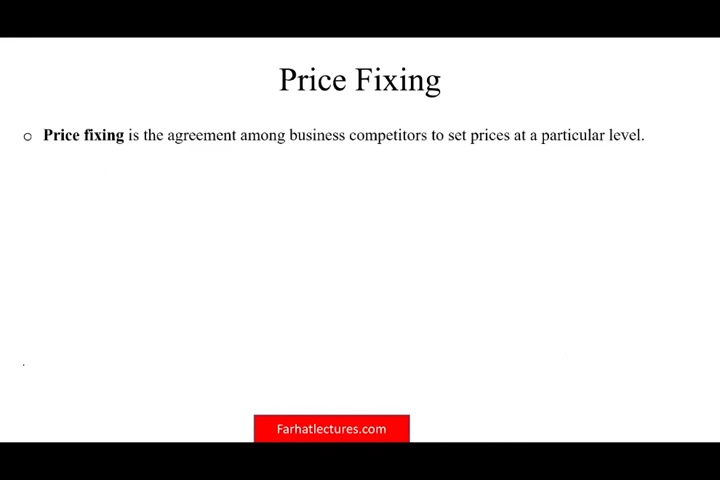 Price Fixing
o Price fixing is the agreement among business competitors to set prices at a particular level.
Farhatlectures.com